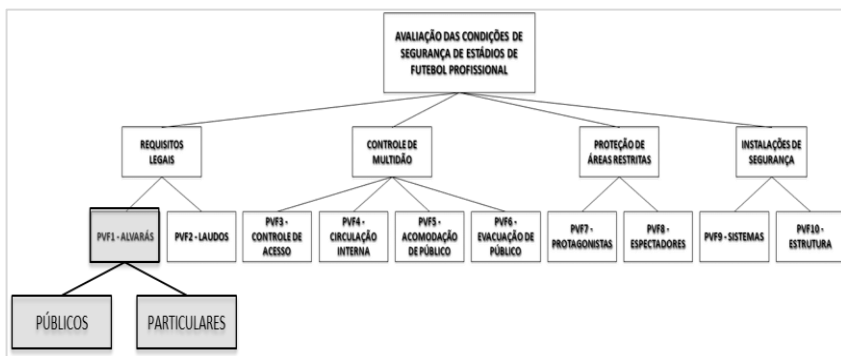 AVALIAÇÃO DAS CONDIÇÕES DE
SEGURANÇA DE ESTÁDIOS DE
FUTEBOL PROFISSIONAL
REQUISITOS
LEGAIS
CONTROLE DE
MULTIDÃO
PROTEÇÃO DE
ÁREAS RESTRITAS
INSTALAÇÕES DE
SEGURANÇA
PVF1 - ALVARÁS
PVF2 - LAUDOS
PVF3 -
CONTROLE DE
ACESSO
PVF4 -
CIRCULAÇÃO
INTERNA
PVF5 -
ACOMODAÇÃO
DE PÚBLICO
PVF6 -
EVACUAÇÃO DE
PÚBLICO
PVF7 -
PROTAGONISTAS
PVF8 -
ESPECTADORES
PVF9 - SISTEMAS
PVF10 -
ESTRUTURA
PÚBLICOS
PARTICULARES